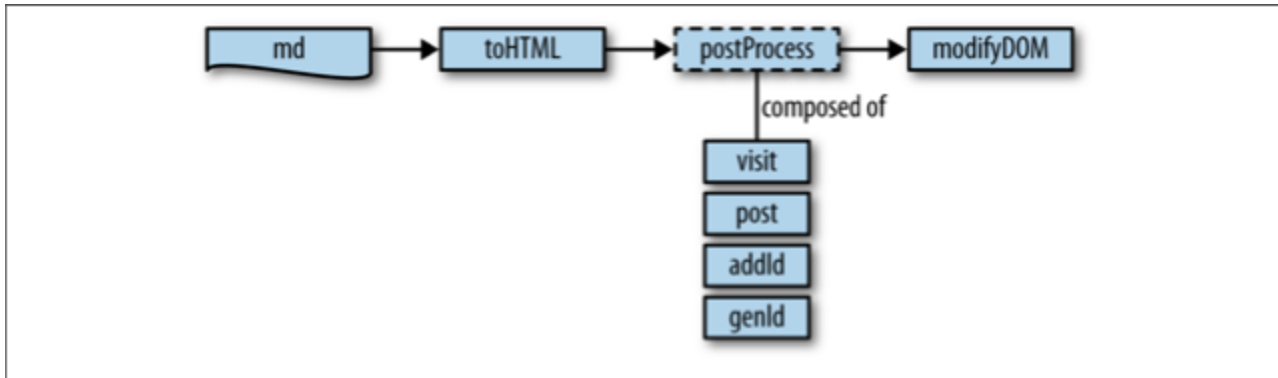 md toHTML postProcess modifyDOM
composed of
visit
post
addId
genId